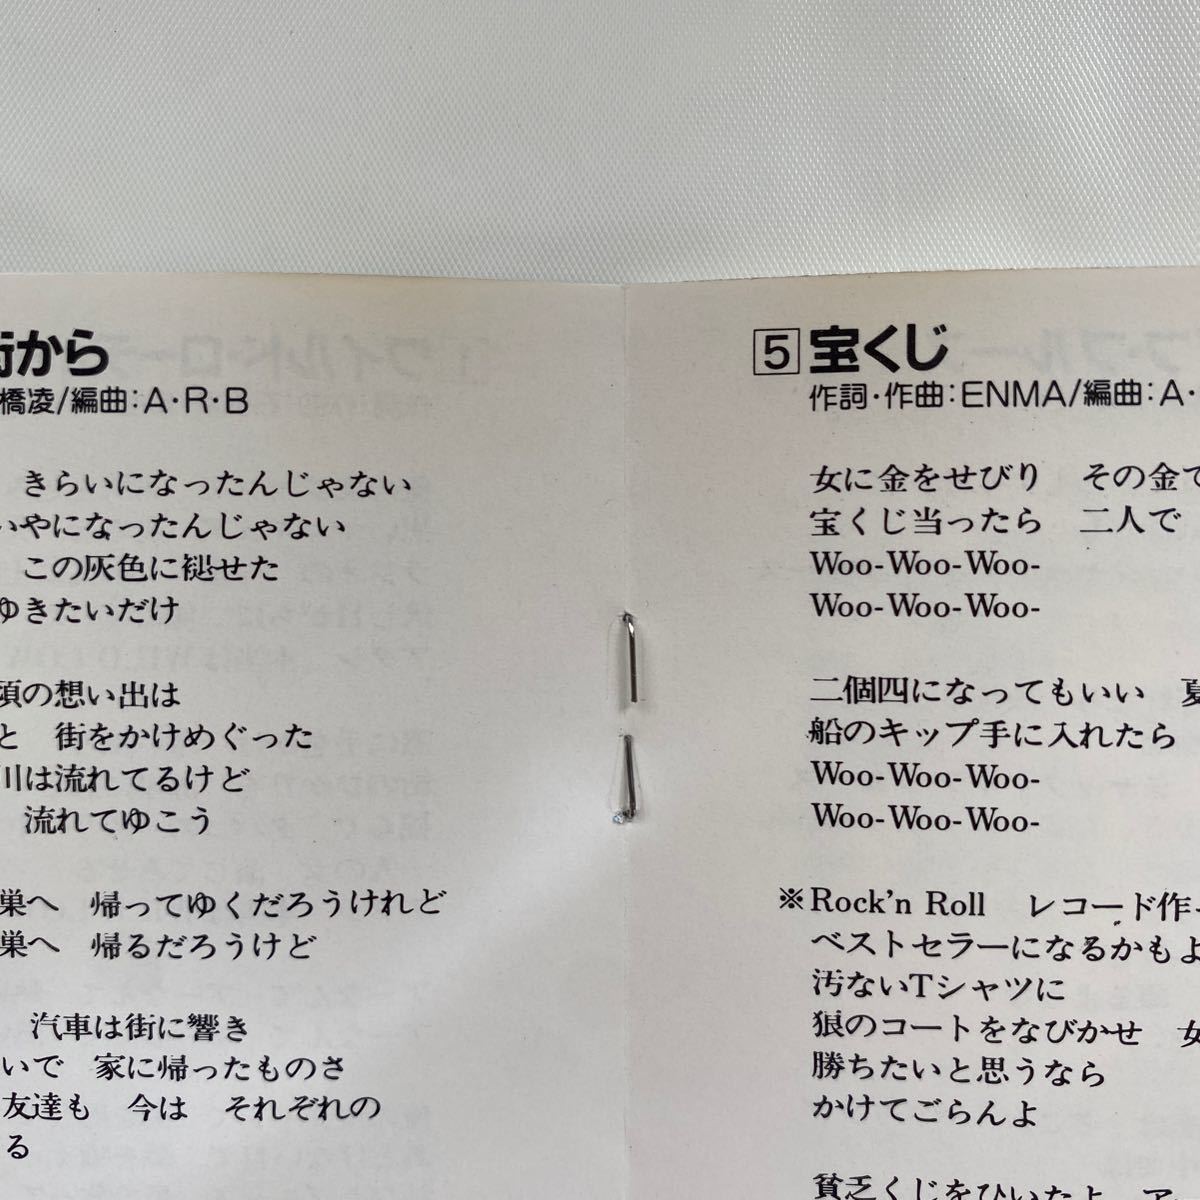 街から
橋凌/編曲:A・R・B
きらいになったんじゃない
いやになったんじゃない
この灰色に褪せた
ゆきたいだけ
頃の想い出は
と 街をかけめぐった
川は流れてるけど
流れてゆこう
巣へ 帰ってゆくだろうけれど
巣へ 帰るだろうけど
汽車は街に響き
いで 家に帰ったものさ
友達も 今は それぞれの
る
5 宝くじ
作詞・作曲:ENMA/編曲:A・
女に金をせびり その金で
宝くじ当ったら 二人で
Woo-Woo-Woo-
Woo-Woo-Woo-
二個四になってもいい 夏
船のキップ手に入れたら
Woo-Woo-Woo-
Woo-Woo-Woo-
※Rock'n Roll レコード作
ベストセラーになるかもよ
汚ないTシャツに
狼のコートをなびかせ 女
勝ちたいと思うなら
かけてごらんよ
貧乏くじをひいたよ ア